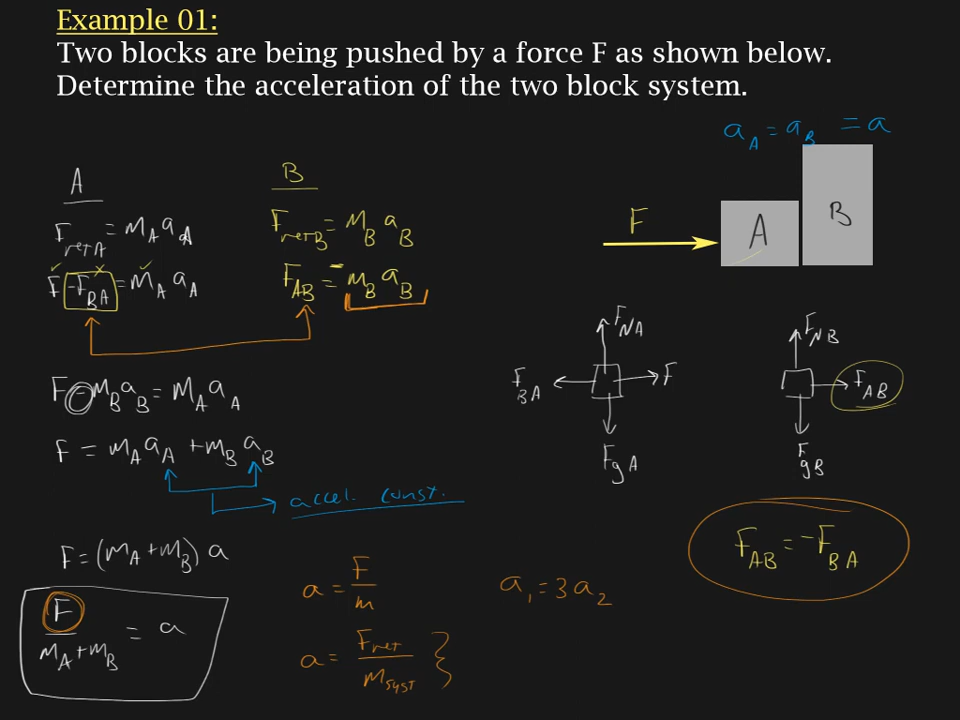 Example 01:
Two blocks are being pushed by a force F as shown below.
Determine the acceleration of the two block system.
a_A = a_B = a
A
B
F_netA = m_A a_A
F_netB = m_B a_B
F - F_BA = m_A a_A
F_AB = m_B a_B
F
A
B
F_NA
F_BA
F
F_gA
F_NB
F_AB
F_gB
F - m_B a_B = m_A a_A
F = m_A a_A + m_B a_B
accel. const.
F_AB = -F_BA
F = (m_A + m_B) a
F / (m_A + m_B) = a
a = F / m
a_1 = 3a_2
a = F_net / m_syst